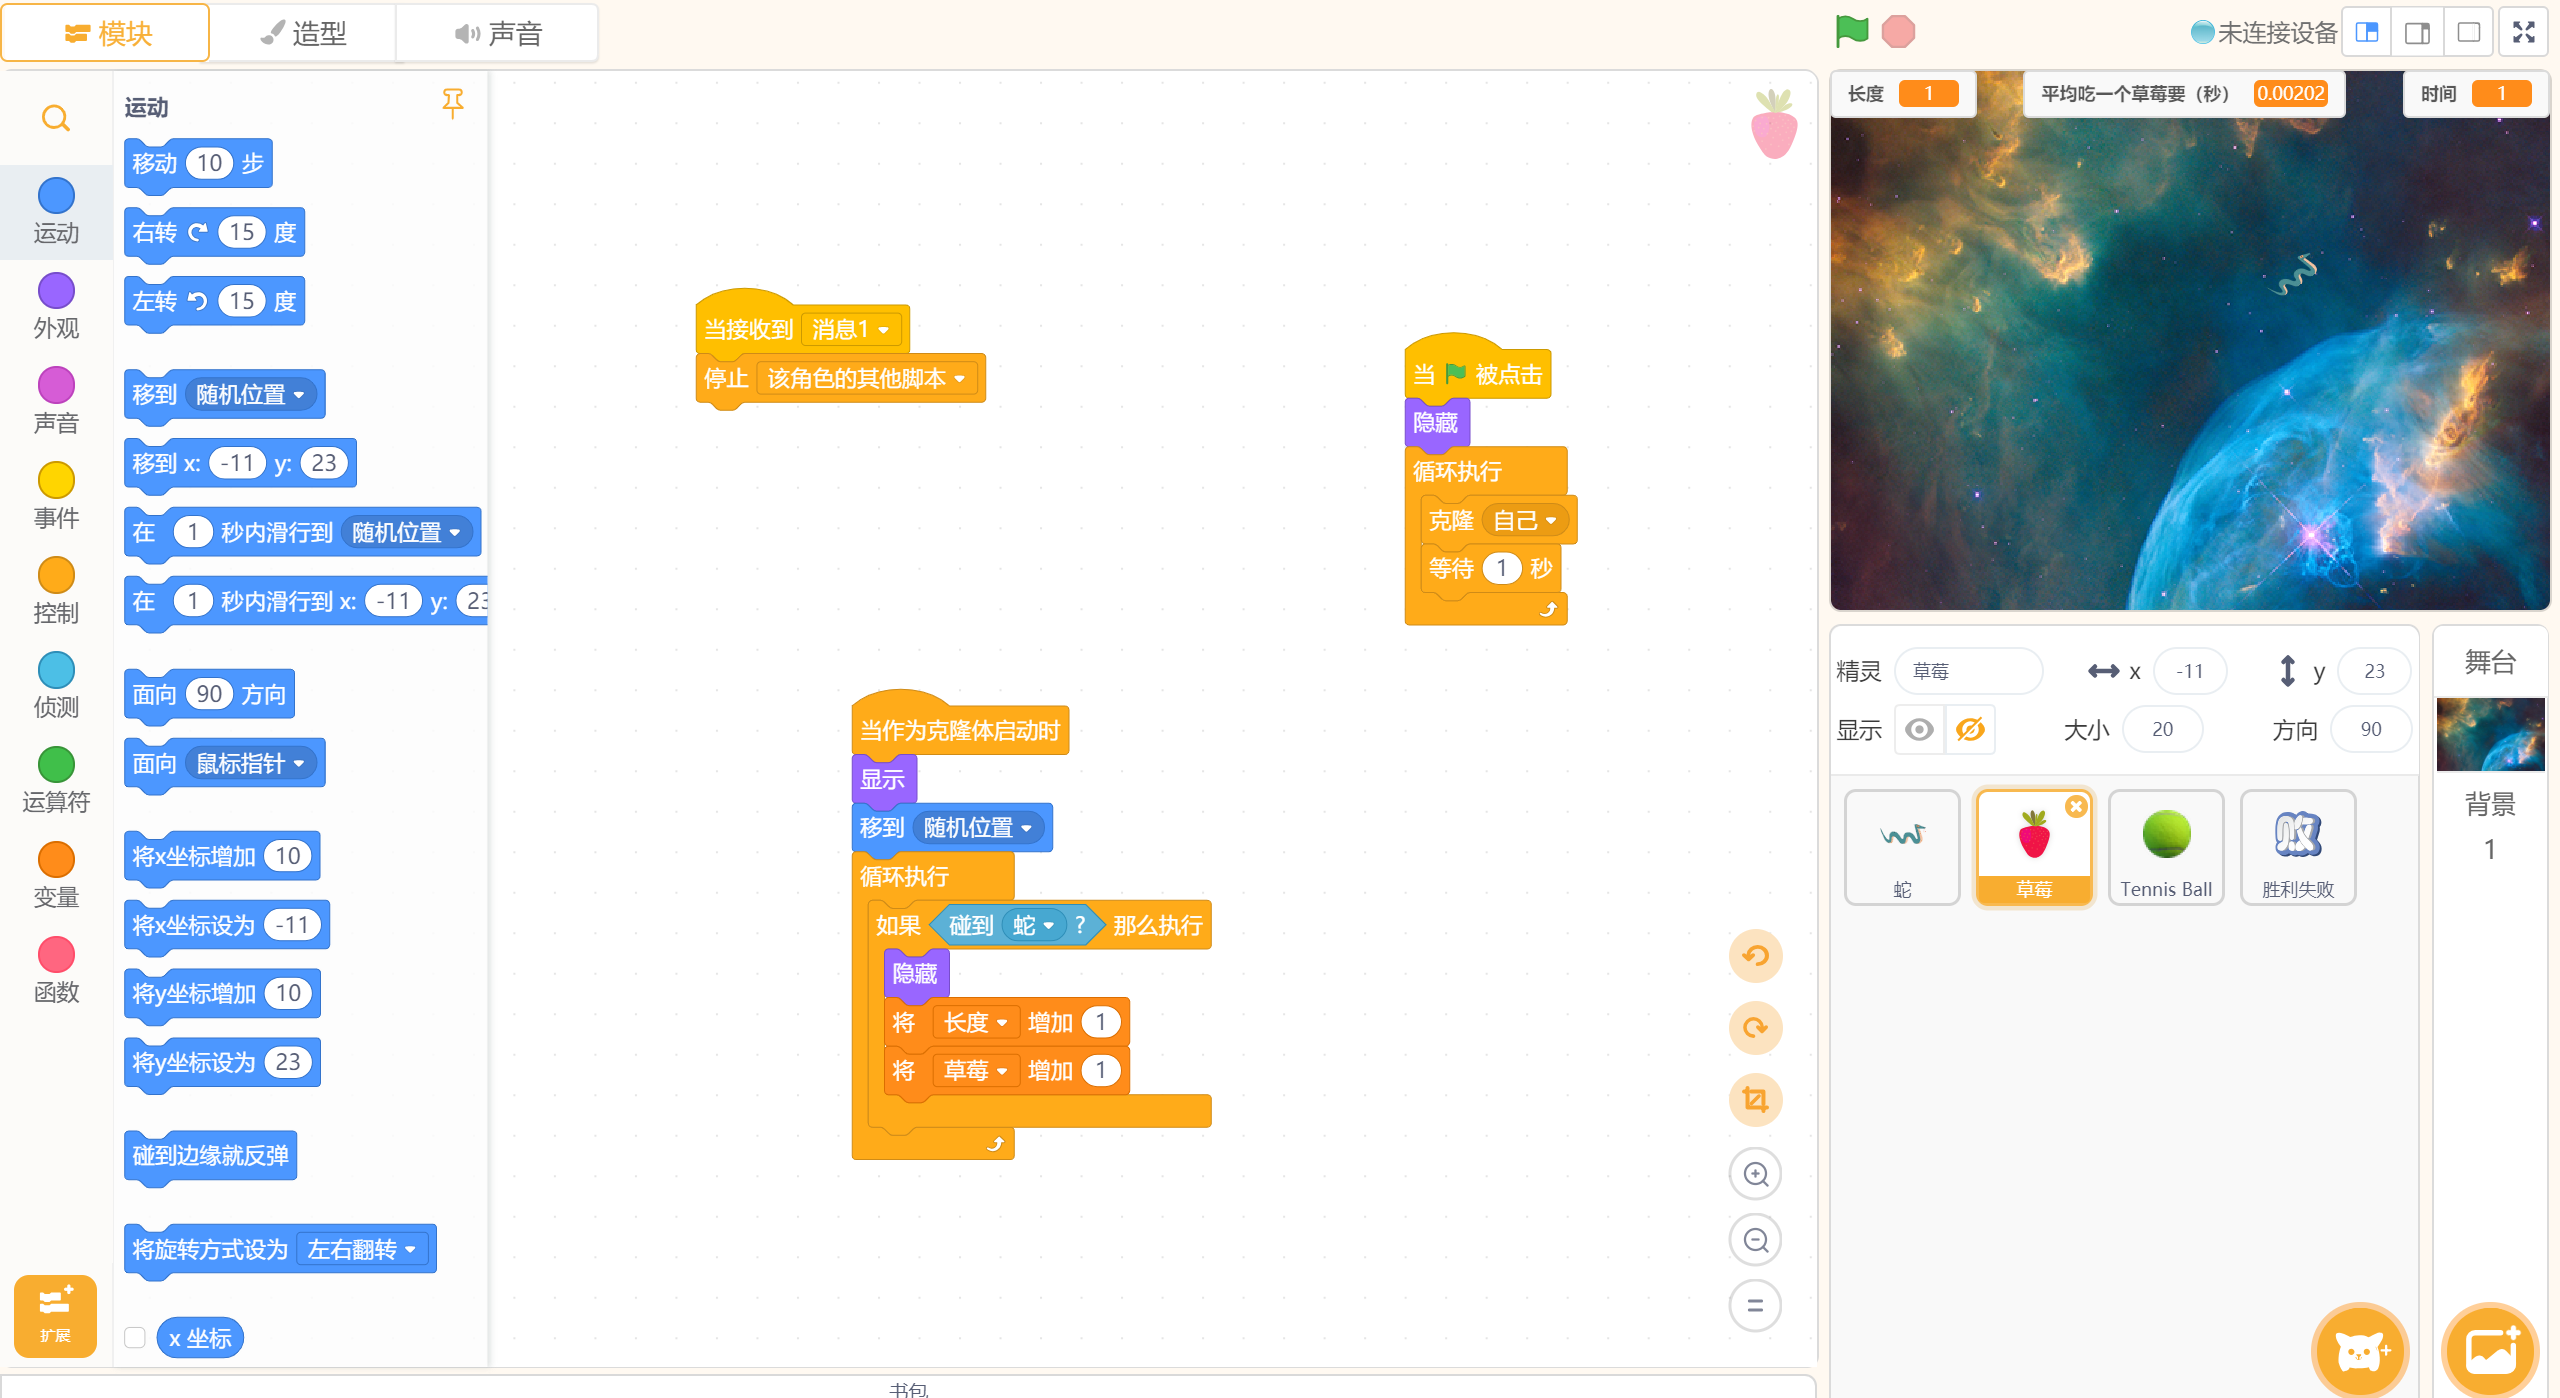 模块
造型
声音
未连接设备
运动
外观
声音
事件
控制
侦测
运算符
变量
函数
扩展
运动
移动 10 步
右转 15 度
左转 15 度
移到 随机位置
移到 x: -11 y: 23
在 1 秒内滑行到 随机位置
在 1 秒内滑行到 x: -11 y: 23
面向 90 方向
面向 鼠标指针
将x坐标增加 10
将x坐标设为 -11
将y坐标增加 10
将y坐标设为 23
碰到边缘就反弹
将旋转方式设为 左右翻转
x 坐标
当接收到 消息1
停止 该角色的其他脚本
当 被点击
隐藏
循环执行
克隆 自己
等待 1 秒
当作为克隆体启动时
显示
移到 随机位置
循环执行
如果 碰到 蛇 ? 那么执行
隐藏
将 长度 增加 1
将 草莓 增加 1
书包
长度 1
平均吃一个草莓要（秒） 0.00202
时间 1
精灵 草莓 x -11 y 23
显示 大小 20 方向 90
蛇
草莓
Tennis Ball
败
胜利失败
舞台
背景
1